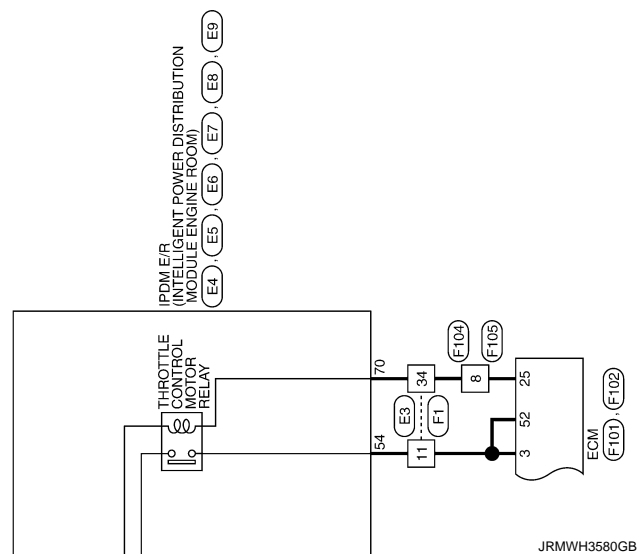 IPDM E/R
(INTELLIGENT POWER DISTRIBUTION
MODULE ENGINE ROOM)
E4 , E5 , E6 , E7 , E8 , E9
THROTTLE
CONTROL
MOTOR
RELAY
54
70
11
E3
F1
34
F104
F105
8
3
52
25
ECM
F101 , F102
JRMWH3580GB